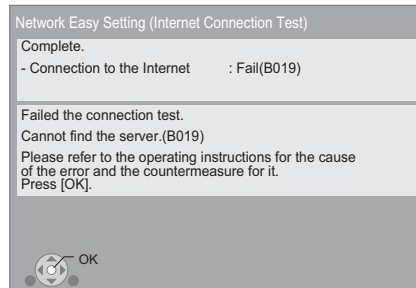 Network Easy Setting (Internet Connection Test)
Complete.
- Connection to the Internet : Fail(B019)
Failed the connection test.
Cannot find the server.(B019)
Please refer to the operating instructions for the cause
of the error and the countermeasure for it.
Press [OK].
OK